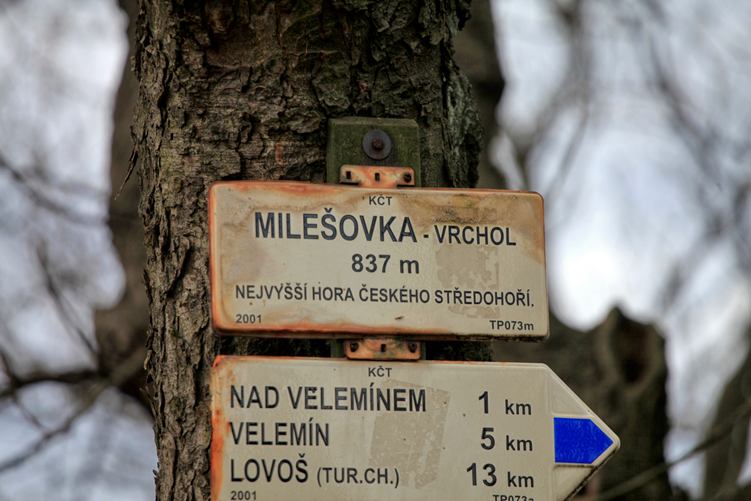 KČT
MILEŠOVKA - VRCHOL
837 m
NEJVYŠŠÍ HORA ČESKÉHO STŘEDOHOŘÍ.
2001 TP073m
KČT
NAD VELEMÍNEM 1 km
VELEMÍN 5 km
LOVOŠ (TUR.CH.) 13 km
2001 TP073a